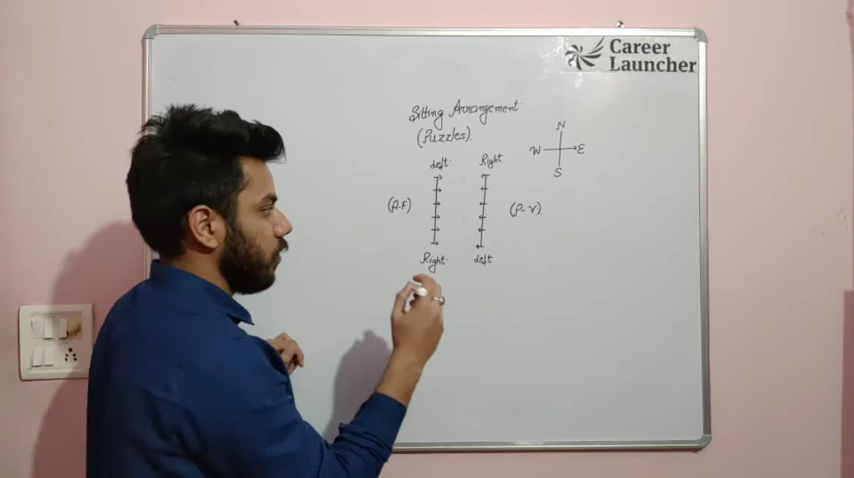 Career
Launcher
Sitting Arrangement
(Puzzles).
N
W E
S
left Right
(A-F) (P-V).
Right left